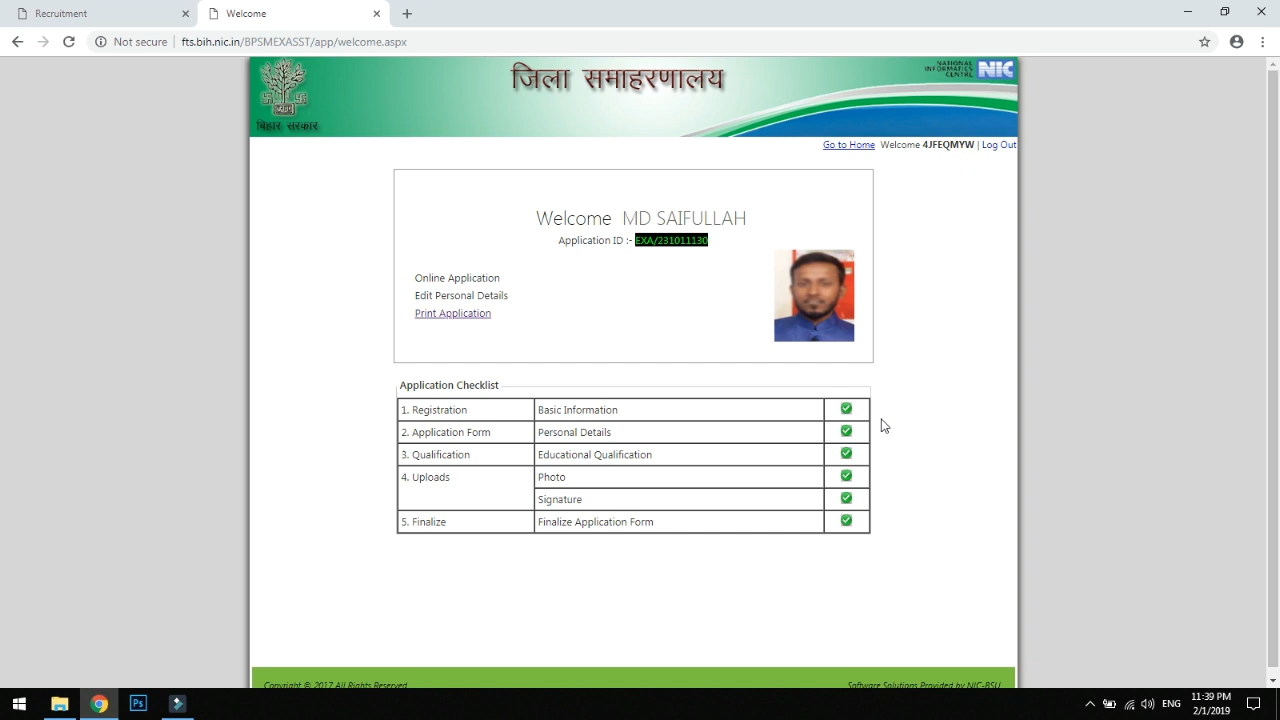 Recruitment
Welcome
Not secure | fts.bih.nic.in/BPSMEXASST/app/welcome.aspx
जिला समाहरणालय
NATIONAL
INFORMATICS
CENTRE
NIC
बिहार सरकार
Go to Home Welcome 4JFEQMYW | Log Out
Welcome MD SAIFULLAH
Application ID :- EXA/231011130
Online Application
Edit Personal Details
Print Application
Application Checklist
1. Registration Basic Information
2. Application Form Personal Details
3. Qualification Educational Qualification
4. Uploads Photo
Signature
5. Finalize Finalize Application Form
Copyright © 2017 All Rights Reserved Software Solutions Provided by NIC-BSU
Ps
ENG
11:39 PM
2/1/2019